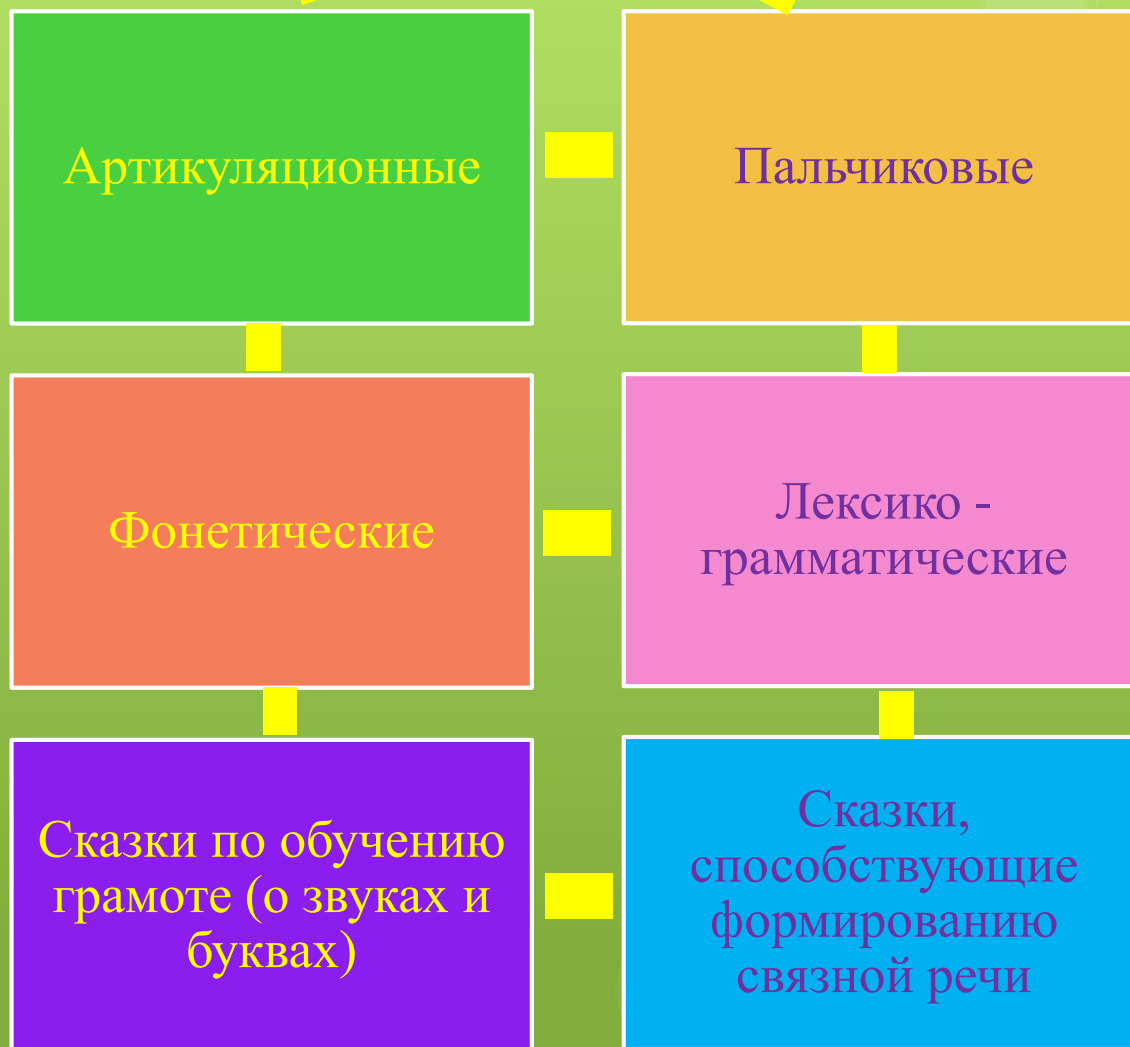 Артикуляционные
Пальчиковые
Фонетические
Лексико -
грамматические
Сказки по обучению
грамоте (о звуках и
буквах)
Сказки,
способствующие
формированию
связной речи